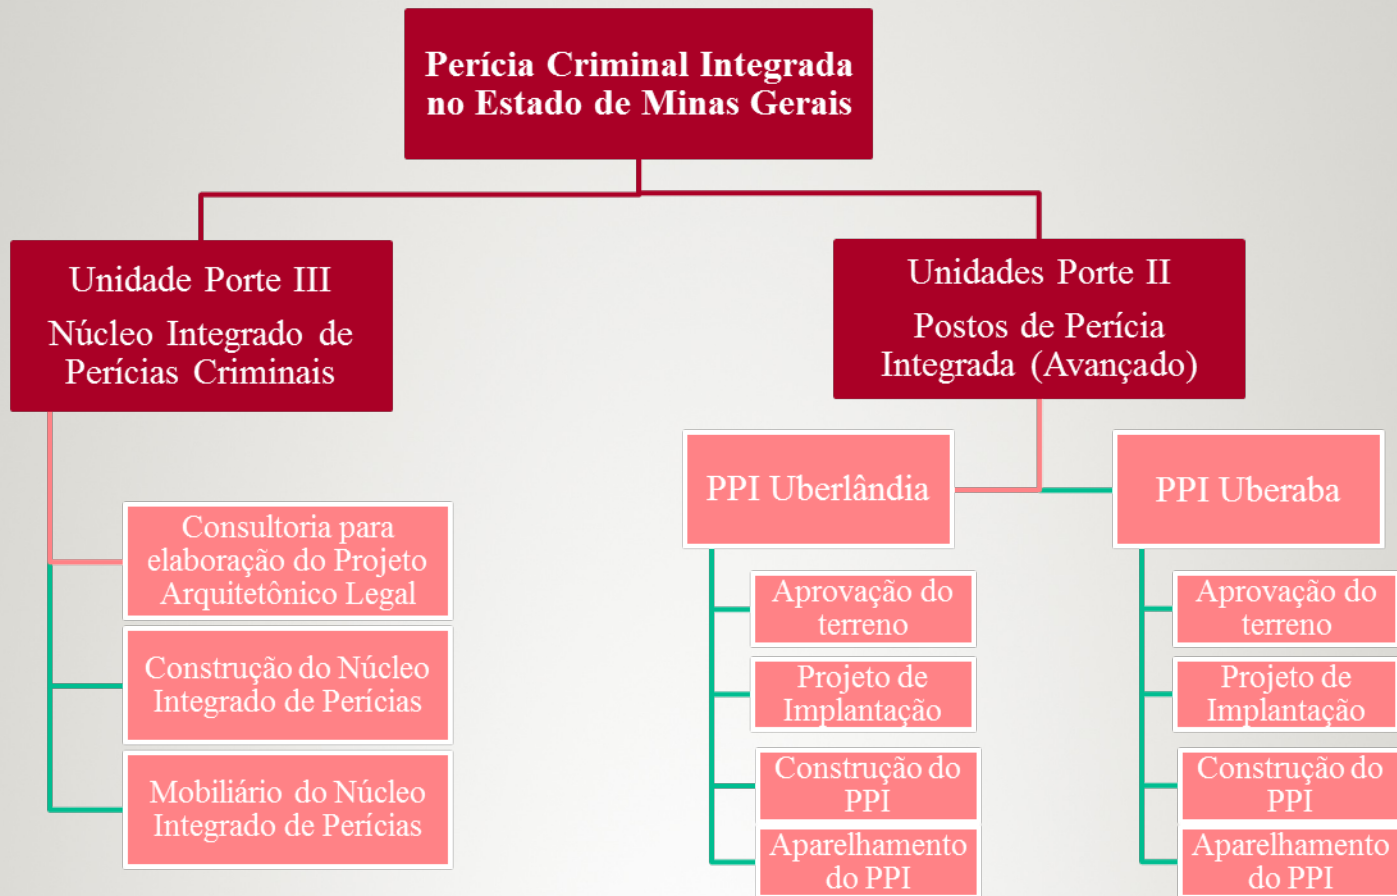 Perícia Criminal Integrada
no Estado de Minas Gerais
Unidade Porte III
Núcleo Integrado de
Perícias Criminais
Consultoria para
elaboração do Projeto
Arquitetônico Legal
Construção do Núcleo
Integrado de Perícias
Mobiliário do Núcleo
Integrado de Perícias
Unidades Porte II
Postos de Perícia
Integrada (Avançado)
PPI Uberlândia
Aprovação do
terreno
Projeto de
Implantação
Construção do
PPI
Aparelhamento
do PPI
PPI Uberaba
Aprovação do
terreno
Projeto de
Implantação
Construção do
PPI
Aparelhamento
do PPI